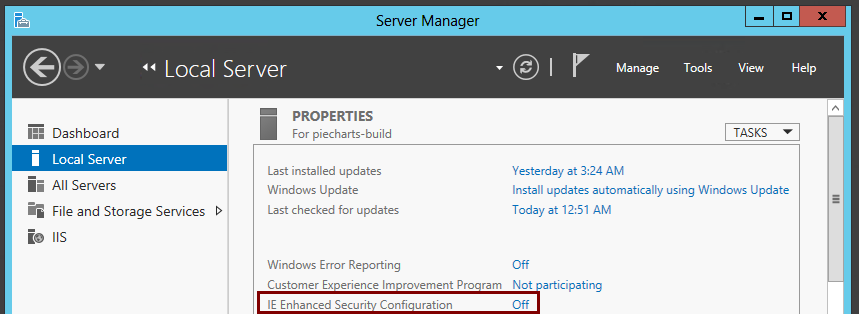 Server Manager
Local Server
Manage Tools View Help
Dashboard
Local Server
All Servers
File and Storage Services
IIS
PROPERTIES
For piecharts-build
TASKS
Last installed updates Yesterday at 3:24 AM
Windows Update Install updates automatically using Windows Update
Last checked for updates Today at 12:51 AM
Windows Error Reporting Off
Customer Experience Improvement Program Not participating
IE Enhanced Security Configuration Off